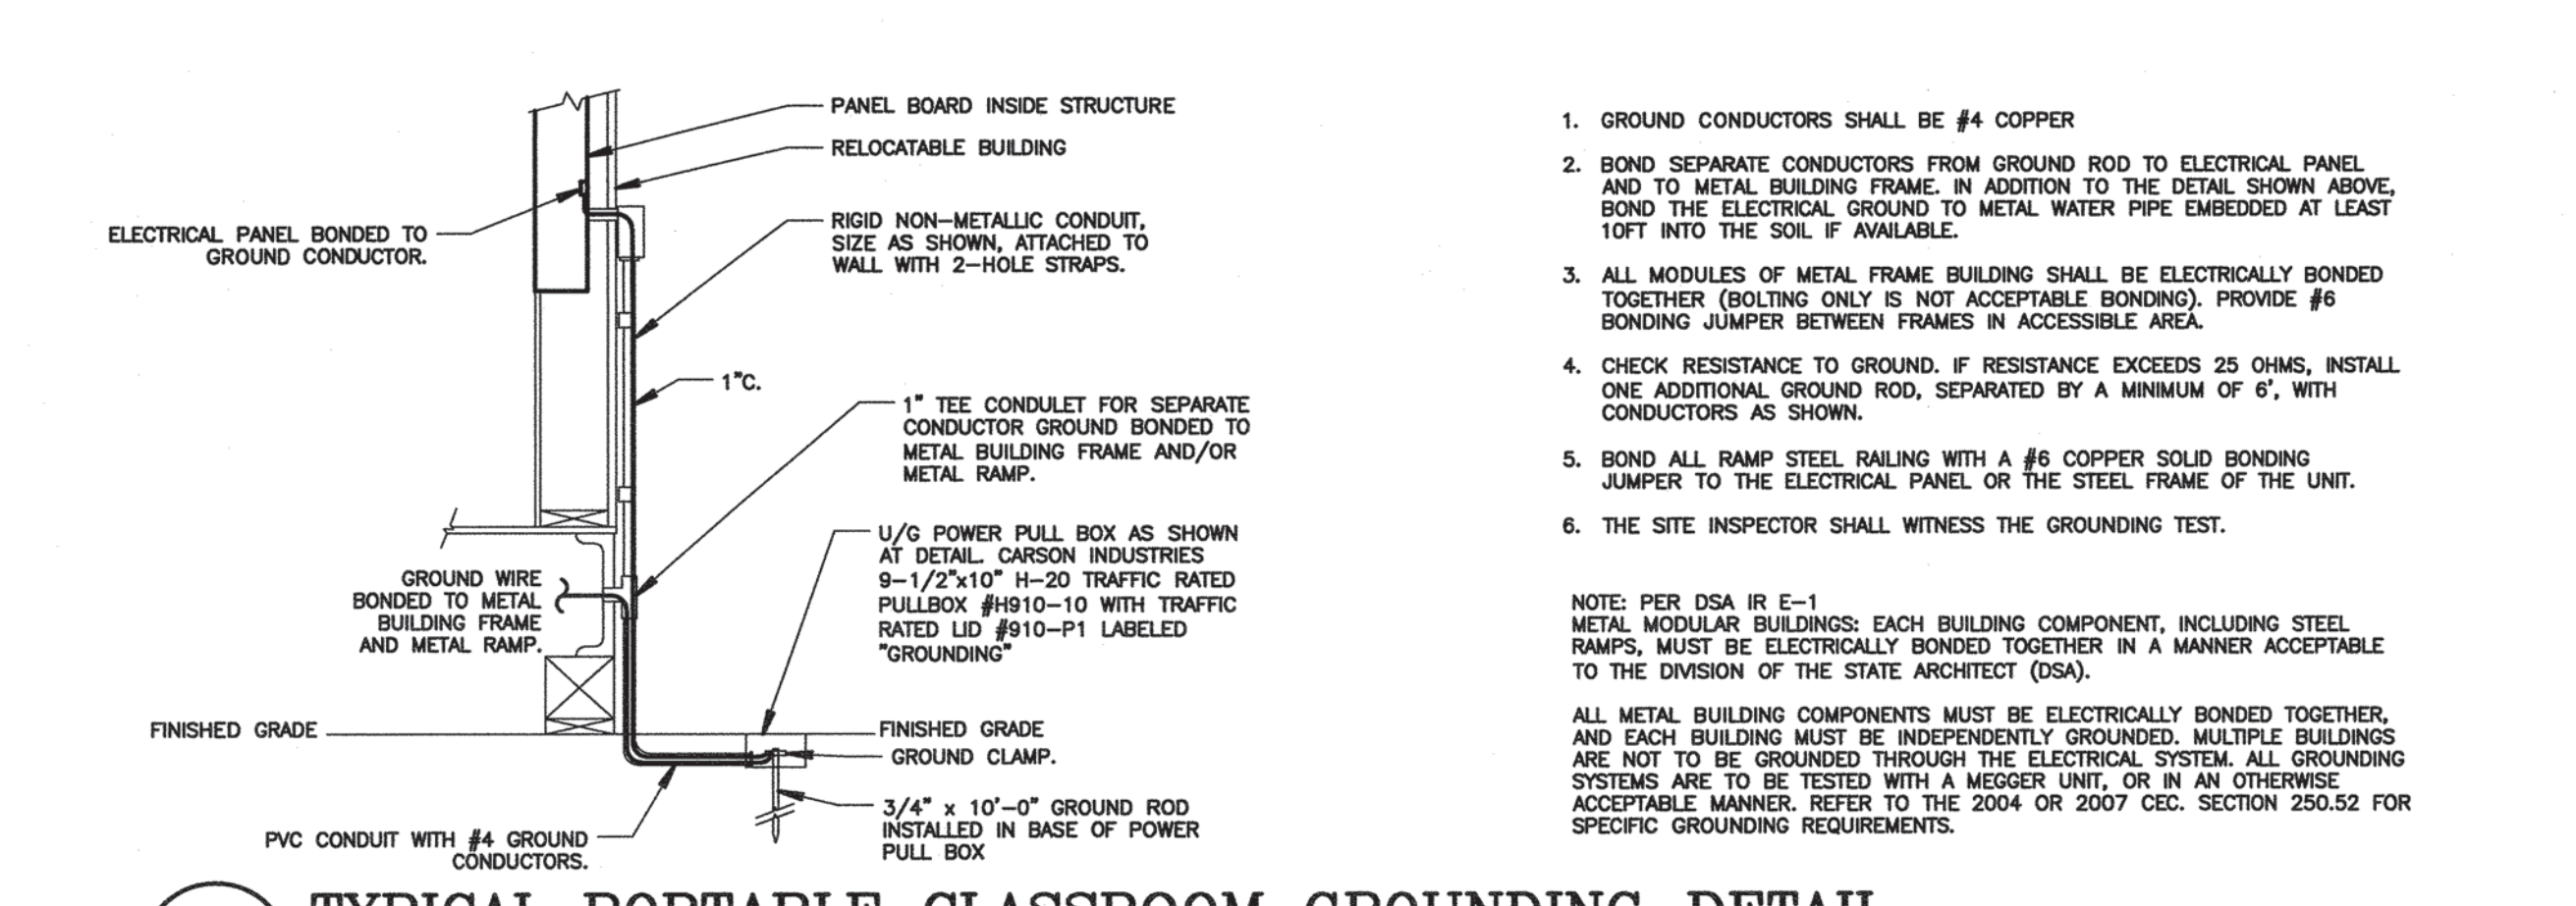 PANEL BOARD INSIDE STRUCTURE
RELOCATABLE BUILDING
ELECTRICAL PANEL BONDED TO
GROUND CONDUCTOR.
RIGID NON-METALLIC CONDUIT,
SIZE AS SHOWN, ATTACHED TO
WALL WITH 2-HOLE STRAPS.
1"C.
1" TEE CONDULET FOR SEPARATE
CONDUCTOR GROUND BONDED TO
METAL BUILDING FRAME AND/OR
METAL RAMP.
U/G POWER PULL BOX AS SHOWN
AT DETAIL. CARSON INDUSTRIES
9-1/2"x10" H-20 TRAFFIC RATED
PULLBOX #H910-10 WITH TRAFFIC
RATED LID #910-P1 LABELED
"GROUNDING"
GROUND WIRE
BONDED TO METAL
BUILDING FRAME
AND METAL RAMP.
FINISHED GRADE
FINISHED GRADE
GROUND CLAMP.
3/4" x 10'-0" GROUND ROD
INSTALLED IN BASE OF POWER
PULL BOX
PVC CONDUIT WITH #4 GROUND
CONDUCTORS.
1. GROUND CONDUCTORS SHALL BE #4 COPPER
2. BOND SEPARATE CONDUCTORS FROM GROUND ROD TO ELECTRICAL PANEL
AND TO METAL BUILDING FRAME. IN ADDITION TO THE DETAIL SHOWN ABOVE,
BOND THE ELECTRICAL GROUND TO METAL WATER PIPE EMBEDDED AT LEAST
10FT INTO THE SOIL IF AVAILABLE.
3. ALL MODULES OF METAL FRAME BUILDING SHALL BE ELECTRICALLY BONDED
TOGETHER (BOLTING ONLY IS NOT ACCEPTABLE BONDING). PROVIDE #6
BONDING JUMPER BETWEEN FRAMES IN ACCESSIBLE AREA.
4. CHECK RESISTANCE TO GROUND. IF RESISTANCE EXCEEDS 25 OHMS, INSTALL
ONE ADDITIONAL GROUND ROD, SEPARATED BY A MINIMUM OF 6', WITH
CONDUCTORS AS SHOWN.
5. BOND ALL RAMP STEEL RAILING WITH A #6 COPPER SOLID BONDING
JUMPER TO THE ELECTRICAL PANEL OR THE STEEL FRAME OF THE UNIT.
6. THE SITE INSPECTOR SHALL WITNESS THE GROUNDING TEST.
NOTE: PER DSA IR E-1
METAL MODULAR BUILDINGS: EACH BUILDING COMPONENT, INCLUDING STEEL
RAMPS, MUST BE ELECTRICALLY BONDED TOGETHER IN A MANNER ACCEPTABLE
TO THE DIVISION OF THE STATE ARCHITECT (DSA).
ALL METAL BUILDING COMPONENTS MUST BE ELECTRICALLY BONDED TOGETHER,
AND EACH BUILDING MUST BE INDEPENDENTLY GROUNDED. MULTIPLE BUILDINGS
ARE NOT TO BE GROUNDED THROUGH THE ELECTRICAL SYSTEM. ALL GROUNDING
SYSTEMS ARE TO BE TESTED WITH A MEGGER UNIT, OR IN AN OTHERWISE
ACCEPTABLE MANNER. REFER TO THE 2004 OR 2007 CEC. SECTION 250.52 FOR
SPECIFIC GROUNDING REQUIREMENTS.
TYPICAL PORTABLE CLASSROOM GROUNDING DETAIL